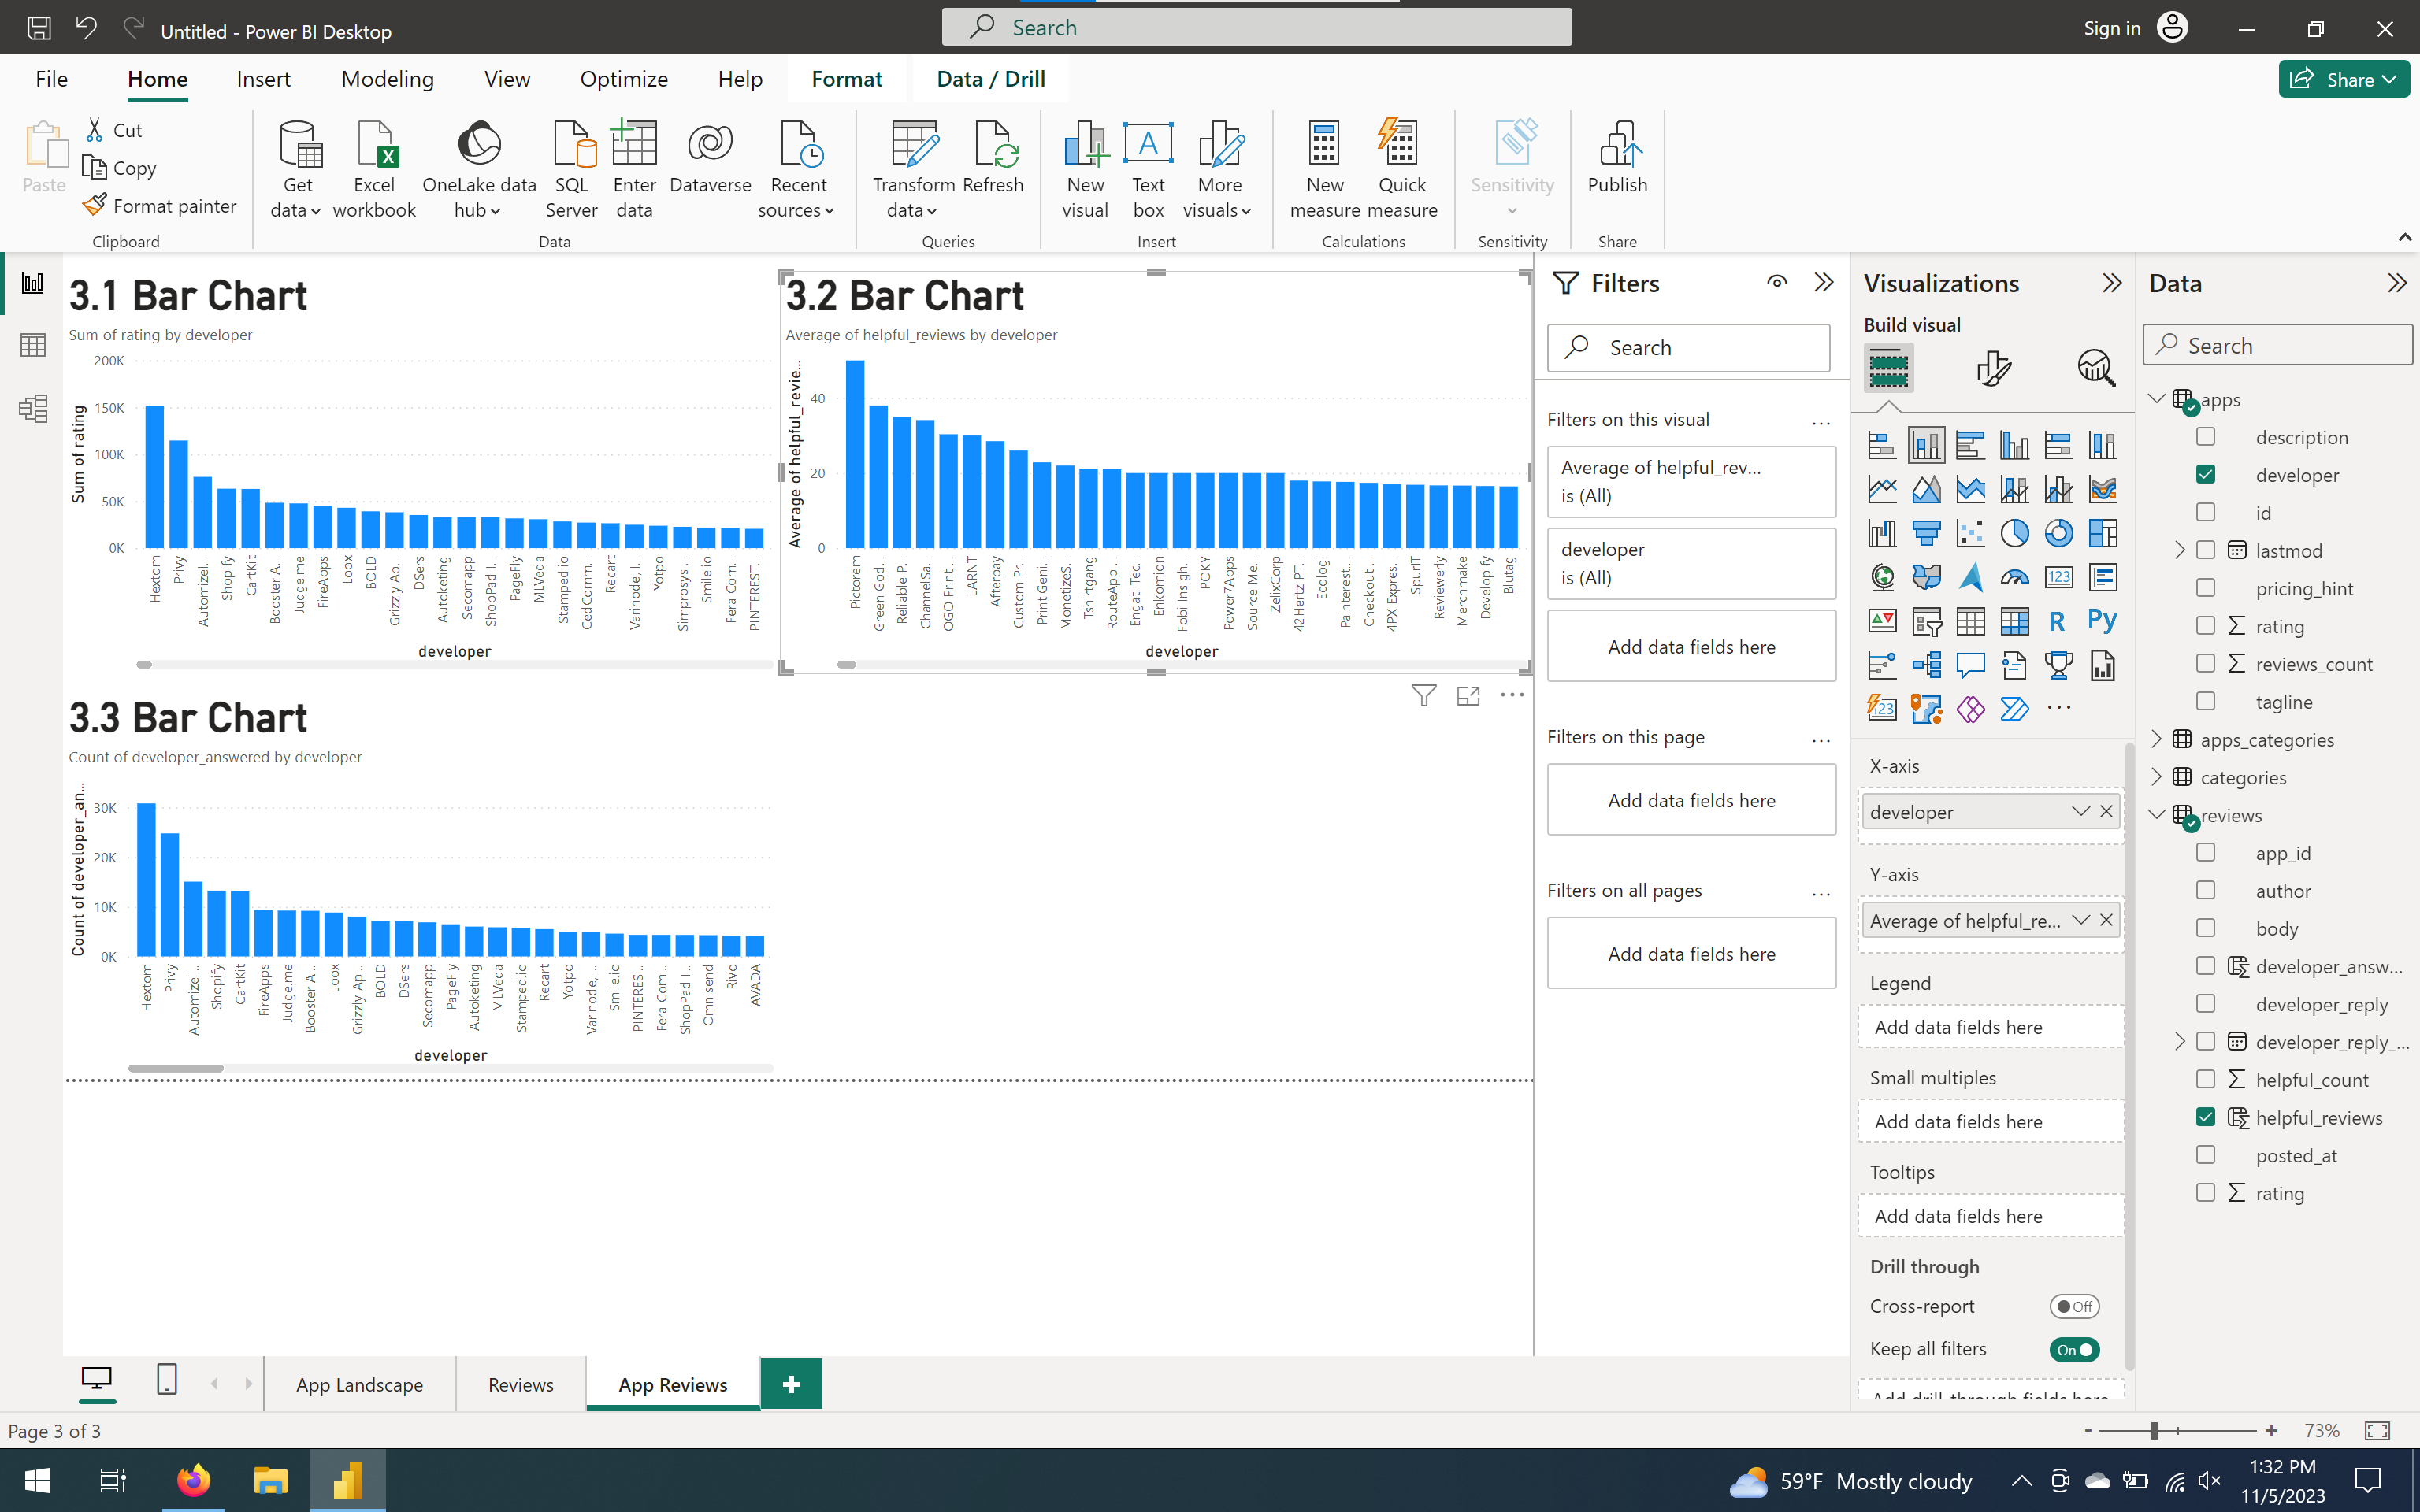 Untitled - Power BI Desktop
Search
Sign in
File
Home
Insert
Modeling
View
Optimize
Help
Format
Data / Drill
Share
Paste
Cut
Copy
Format painter
Clipboard
Get
data
Excel
workbook
OneLake data
hub
SQL
Server
Enter
data
Dataverse
Recent
sources
Data
Transform
data
Refresh
Queries
New
visual
Text
box
More
visuals
Insert
New
measure
Quick
measure
Calculations
Sensitivity
Sensitivity
Publish
Share
3.1 Bar Chart
Sum of rating by developer
Sum of rating
200K
150K
100K
50K
0K
Hextom
Privy
Automizel...
Shopify
CartKit
Booster A...
Judge.me
FireApps
Loox
BOLD
Grizzly Ap...
DSers
Autoketing
Secomapp
ShopPad I...
PageFly
MLVeda
Stamped.io
CedComm...
Recart
Varinode, I...
Yotpo
Simprosys ...
Smile.io
Fera Com...
PINTEREST...
developer
3.2 Bar Chart
Average of helpful_reviews by developer
Average of helpful_revie...
40
20
0
Pictorem
Green God...
Reliable P...
ChannelSa...
OGO Print ...
LARNT
Afterpay
Custom Pr...
Print Geni...
MonetizeS...
Tshirtgang
RouteApp ...
Engati Tec...
Enkomion
Fobi Insigh...
POKY
Power7Apps
Source Me...
ZelixCorp
42Hertz PT...
Ecologi
Painterest...
Checkout ...
4PX Expres...
SpurIT
Reviewerly
Merchmake
Developify
Blutag
developer
3.3 Bar Chart
Count of developer_answered by developer
Count of developer_an...
30K
20K
10K
0K
Hextom
Privy
Automizel...
Shopify
CartKit
FireApps
Judge.me
Booster A...
Loox
Grizzly Ap...
BOLD
DSers
Secomapp
PageFly
Autoketing
MLVeda
Stamped.io
Recart
Yotpo
Varinode, ...
Smile.io
PINTERES...
Fera Com...
ShopPad I...
Omnisend
Rivo
AVADA
developer
Filters
Search
Filters on this visual
...
Average of helpful_rev...
is (All)
developer
is (All)
Add data fields here
Filters on this page
...
Add data fields here
Filters on all pages
...
Add data fields here
Visualizations
Build visual
123
R
Py
123
...
X-axis
developer
Y-axis
Average of helpful_re...
Legend
Add data fields here
Small multiples
Add data fields here
Tooltips
Add data fields here
Drill through
Cross-report
Off
Keep all filters
On
Add drill-through fields here
Data
Search
apps
description
developer
id
lastmod
pricing_hint
rating
reviews_count
tagline
apps_categories
categories
reviews
app_id
author
body
developer_answ...
developer_reply
developer_reply_...
helpful_count
helpful_reviews
posted_at
rating
App Landscape
Reviews
App Reviews
+
Page 3 of 3
- + 73%
59°F Mostly cloudy
1:32 PM
11/5/2023